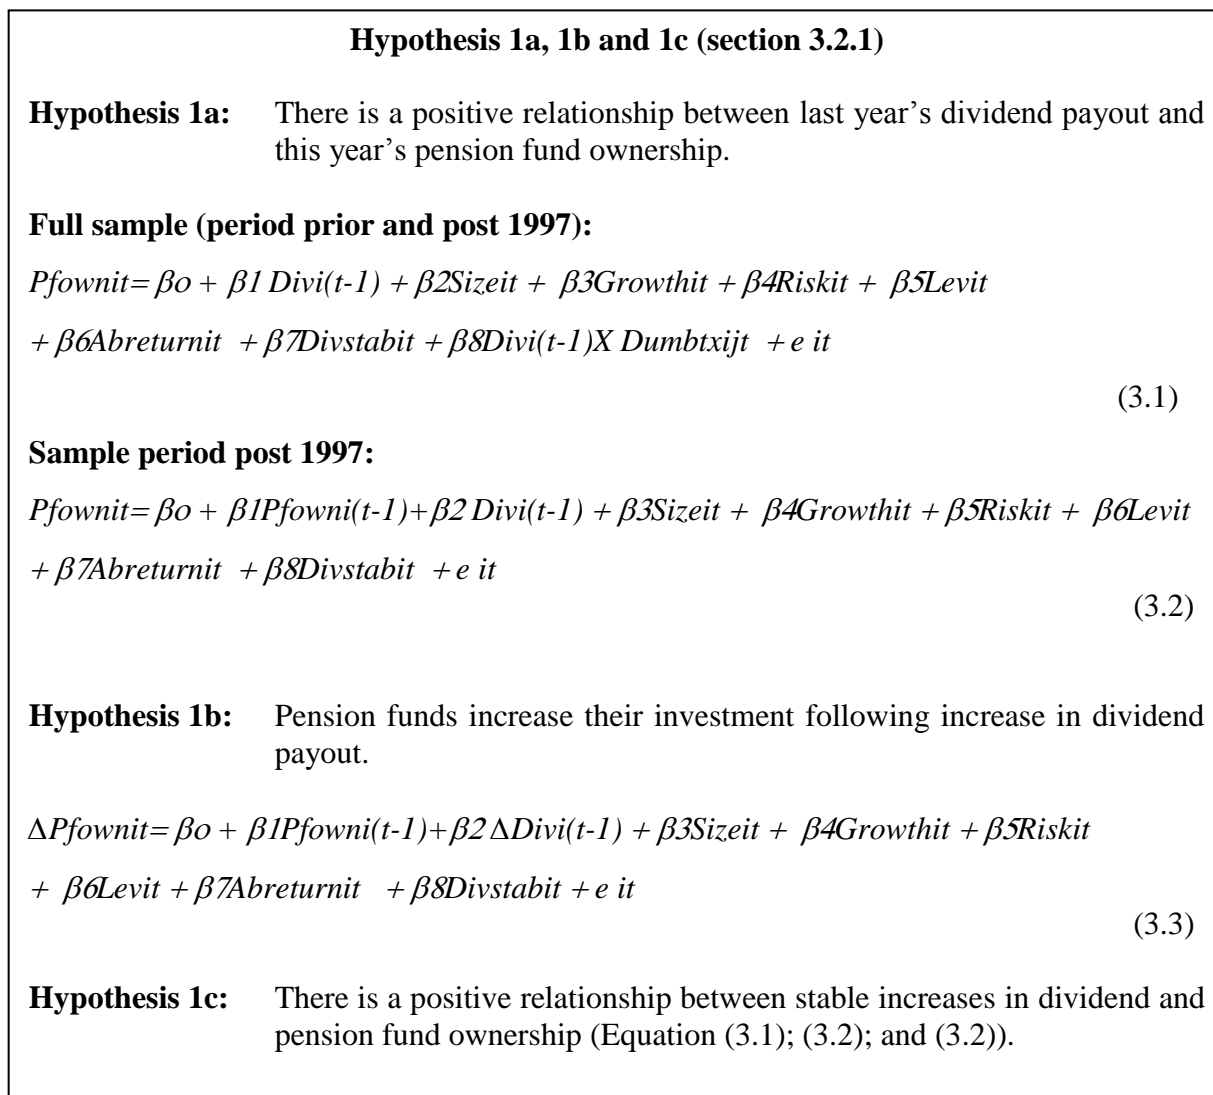 Hypothesis 1a, 1b and 1c (section 3.2.1)
Hypothesis 1a: There is a positive relationship between last year’s dividend payout and
this year’s pension fund ownership.
Full sample (period prior and post 1997):
Pfownit= βo + β1 Divi(t-1) + β2Sizeit + β3Growthit + β4Riskit + β5Levit
+ β6Abreturnit + β7Divstabit + β8Divi(t-1)X Dumbtxijt + e it
(3.1)
Sample period post 1997:
Pfownit= βo + β1Pfowni(t-1)+β2 Divi(t-1) + β3Sizeit + β4Growthit + β5Riskit + β6Levit
+ β7Abreturnit + β8Divstabit + e it
(3.2)
Hypothesis 1b: Pension funds increase their investment following increase in dividend
payout.
ΔPfownit= βo + β1Pfowni(t-1)+β2 ΔDivi(t-1) + β3Sizeit + β4Growthit + β5Riskit
+ β6Levit + β7Abreturnit + β8Divstabit + e it
(3.3)
Hypothesis 1c: There is a positive relationship between stable increases in dividend and
pension fund ownership (Equation (3.1); (3.2); and (3.2)).